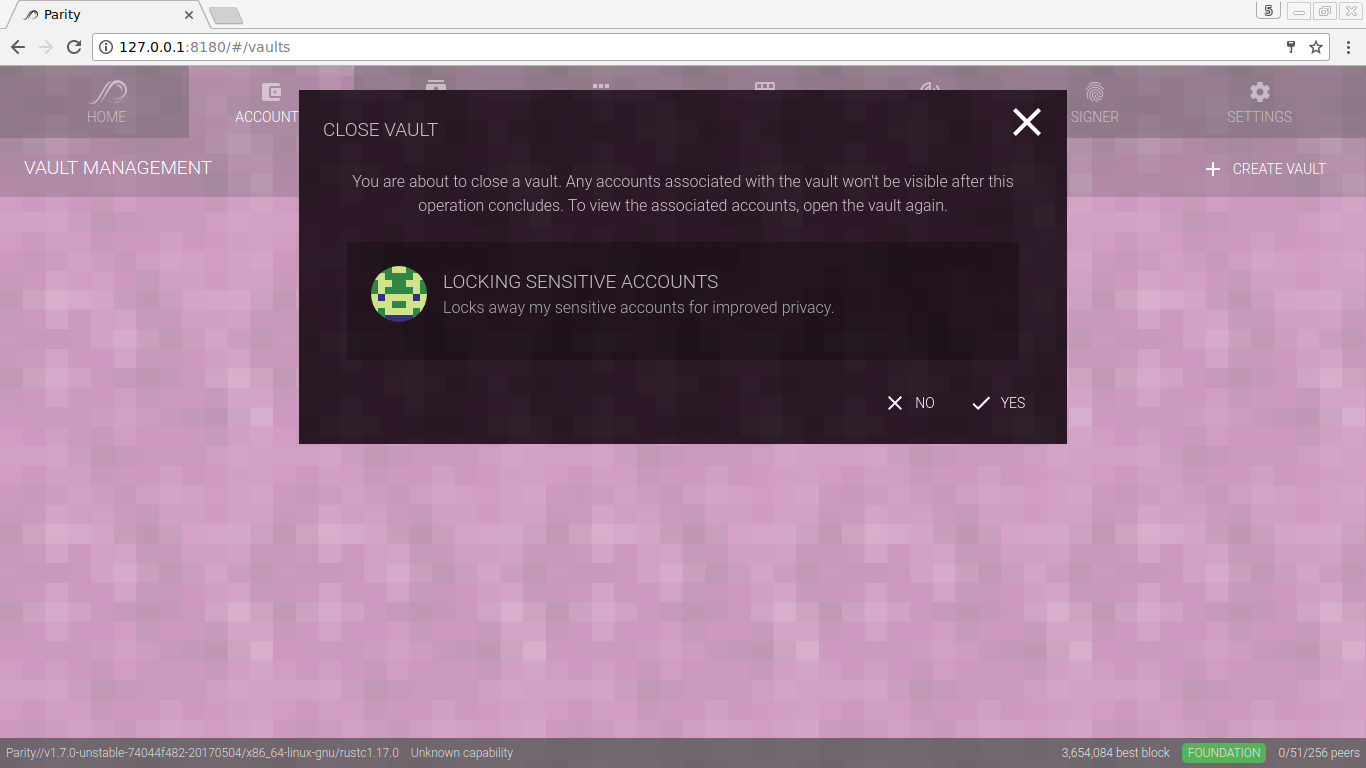 Parity
5
127.0.0.1:8180/#/vaults
HOME
ACCOUNT
SIGNER
SETTINGS
VAULT MANAGEMENT
CREATE VAULT
CLOSE VAULT
You are about to close a vault. Any accounts associated with the vault won't be visible after this
operation concludes. To view the associated accounts, open the vault again.
LOCKING SENSITIVE ACCOUNTS
Locks away my sensitive accounts for improved privacy.
NO
YES
Parity//v1.7.0-unstable-74044f482-20170504/x86_64-linux-gnu/rustc1.17.0
Unknown capability
3,654,084 best block
FOUNDATION
0/51/256 peers